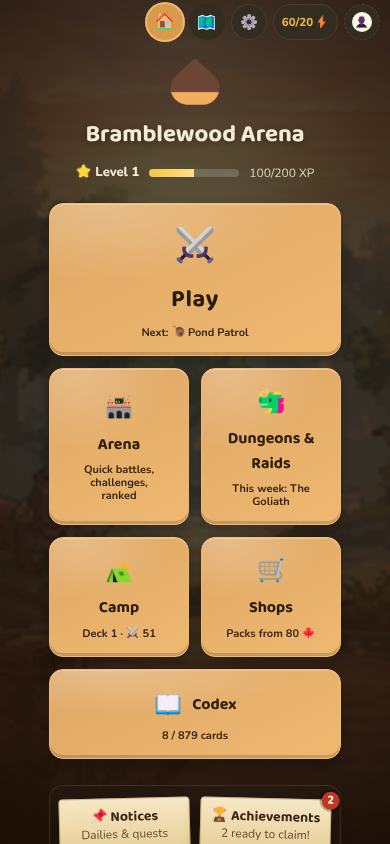 60/20
Bramblewood Arena
Level 1
100/200 XP
Play
Next: Pond Patrol
Arena
Quick battles,
challenges,
ranked
Dungeons &
Raids
This week: The
Goliath
Camp
Deck 1 · 51
Shops
Packs from 80
Codex
8 / 879 cards
2
Notices
Dailies & quests
Achievements
2 ready to claim!